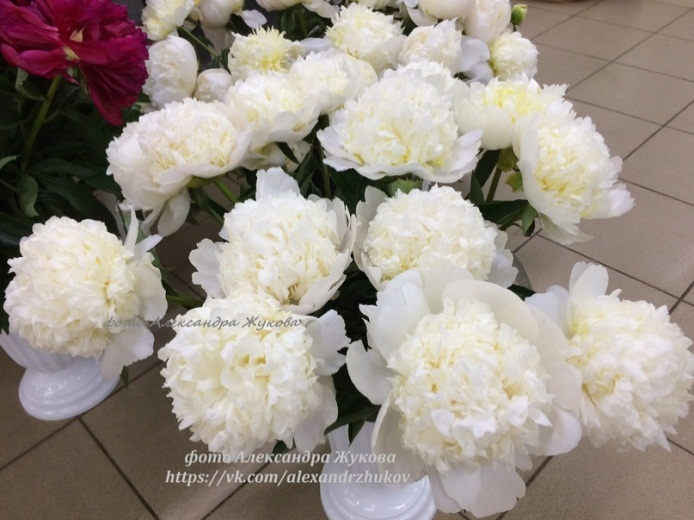 фото Александра Жукова
фото Александра Жукова
https://vk.com/alexandrzhukov